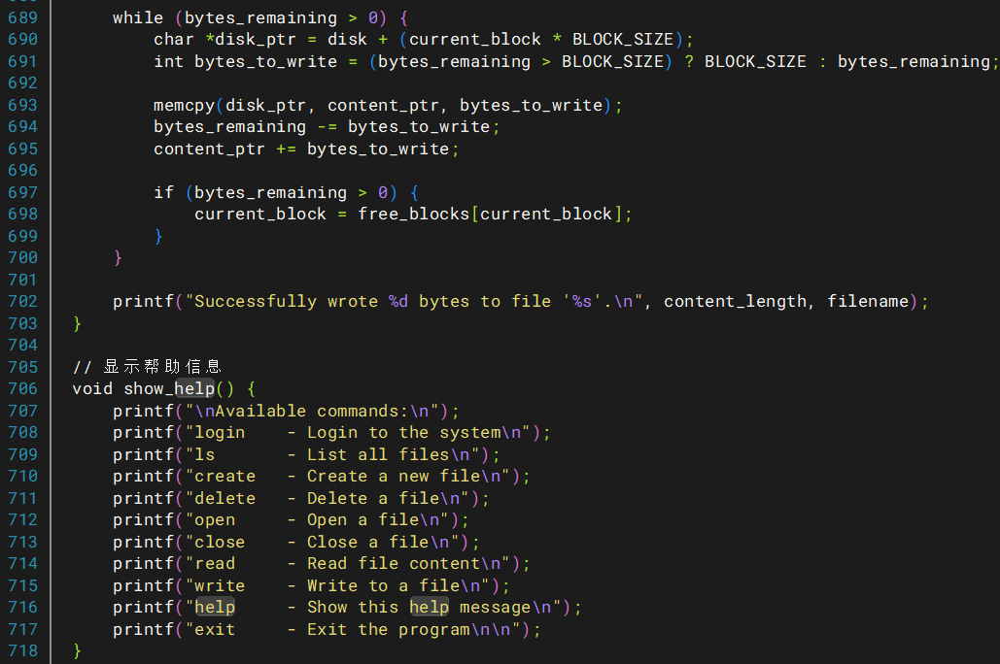 689 while (bytes_remaining > 0) {
690 char *disk_ptr = disk + (current_block * BLOCK_SIZE);
691 int bytes_to_write = (bytes_remaining > BLOCK_SIZE) ? BLOCK_SIZE : bytes_remaining;
692
693 memcpy(disk_ptr, content_ptr, bytes_to_write);
694 bytes_remaining -= bytes_to_write;
695 content_ptr += bytes_to_write;
696
697 if (bytes_remaining > 0) {
698 current_block = free_blocks[current_block];
699 }
700 }
701
702 printf("Successfully wrote %d bytes to file '%s'.\n", content_length, filename);
703 }
704
705 // 显示帮助信息
706 void show_help() {
707 printf("\nAvailable commands:\n");
708 printf("login    - Login to the system\n");
709 printf("ls       - List all files\n");
710 printf("create   - Create a new file\n");
711 printf("delete   - Delete a file\n");
712 printf("open     - Open a file\n");
713 printf("close    - Close a file\n");
714 printf("read     - Read file content\n");
715 printf("write    - Write to a file\n");
716 printf("help     - Show this help message\n");
717 printf("exit     - Exit the program\n\n");
718 }